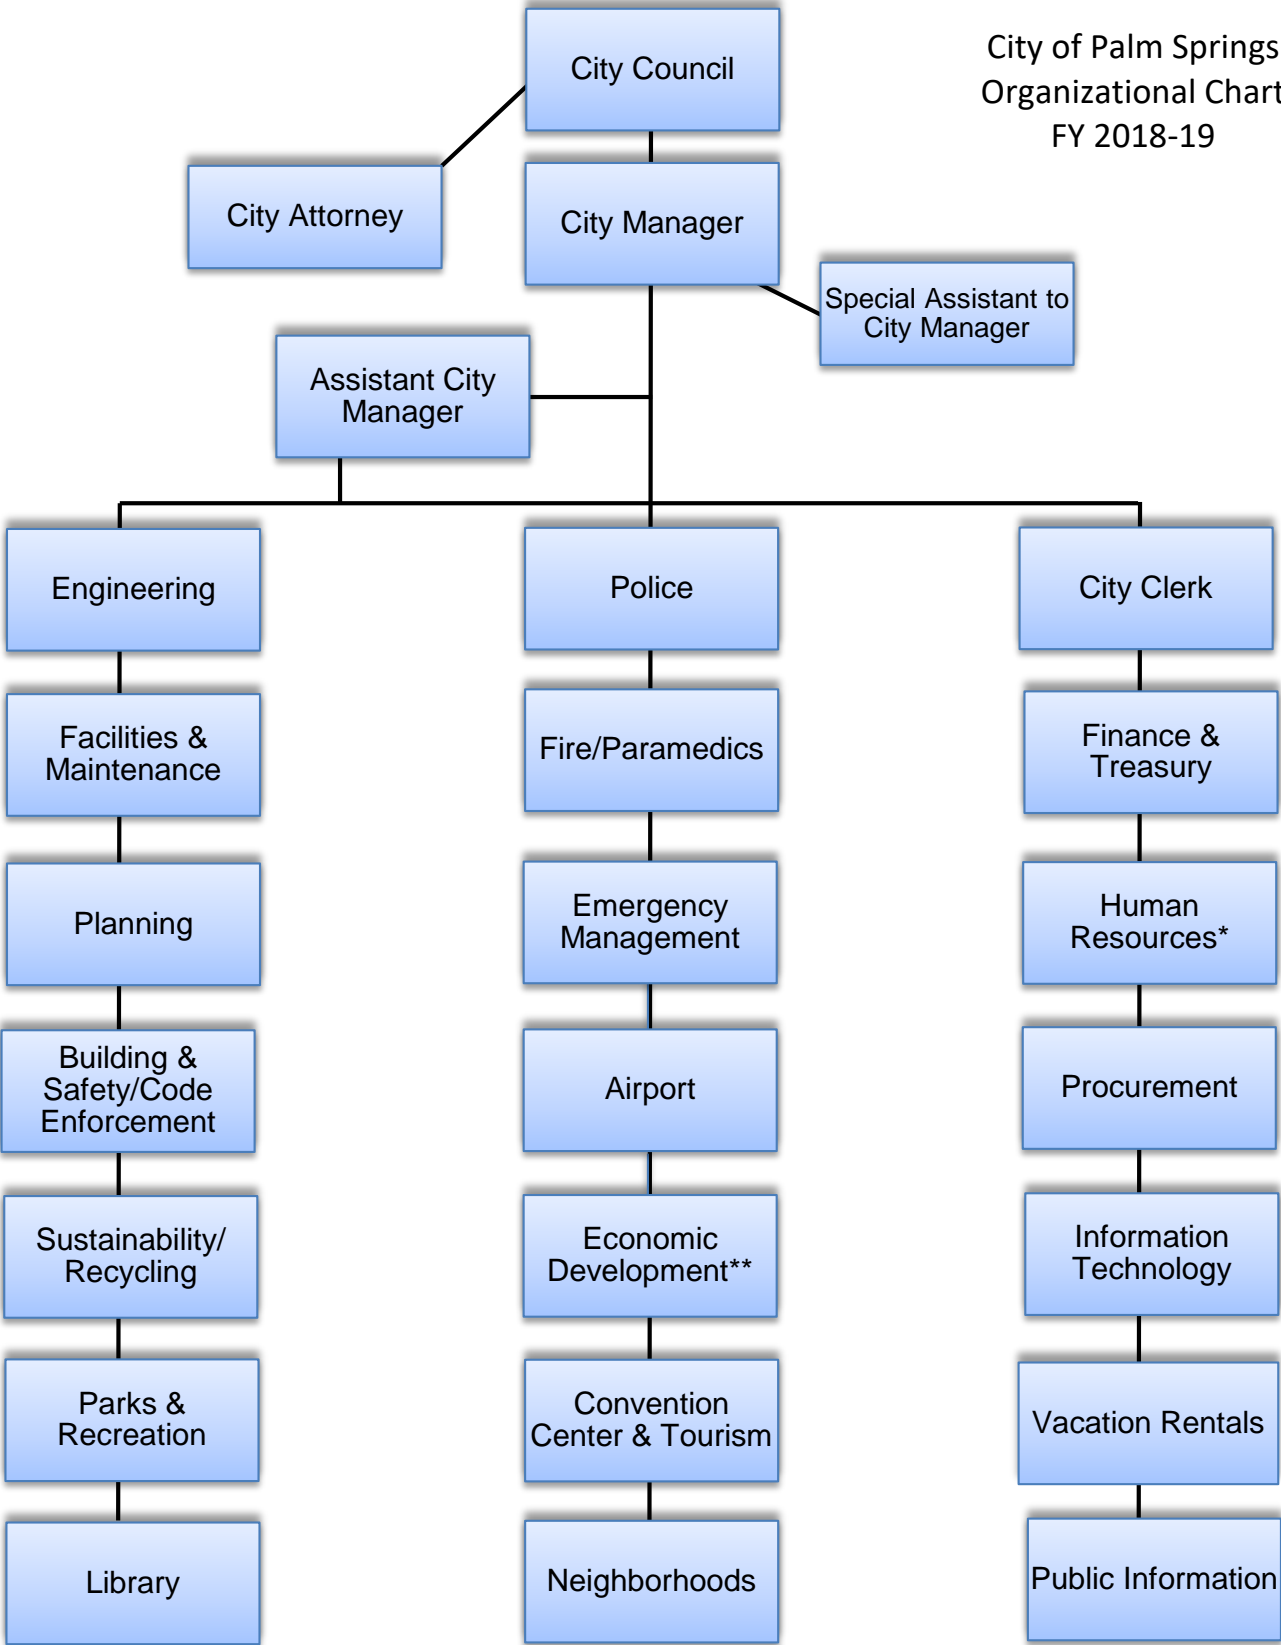 City of Palm Springs
Organizational Chart
FY 2018-19
City Council
City Attorney
City Manager
Special Assistant to
City Manager
Assistant City
Manager
Engineering
Police
City Clerk
Facilities &
Maintenance
Fire/Paramedics
Finance &
Treasury
Planning
Emergency
Management
Human
Resources*
Building &
Safety/Code
Enforcement
Airport
Procurement
Sustainability/
Recycling
Economic
Development**
Information
Technology
Parks &
Recreation
Convention
Center & Tourism
Vacation Rentals
Library
Neighborhoods
Public Information